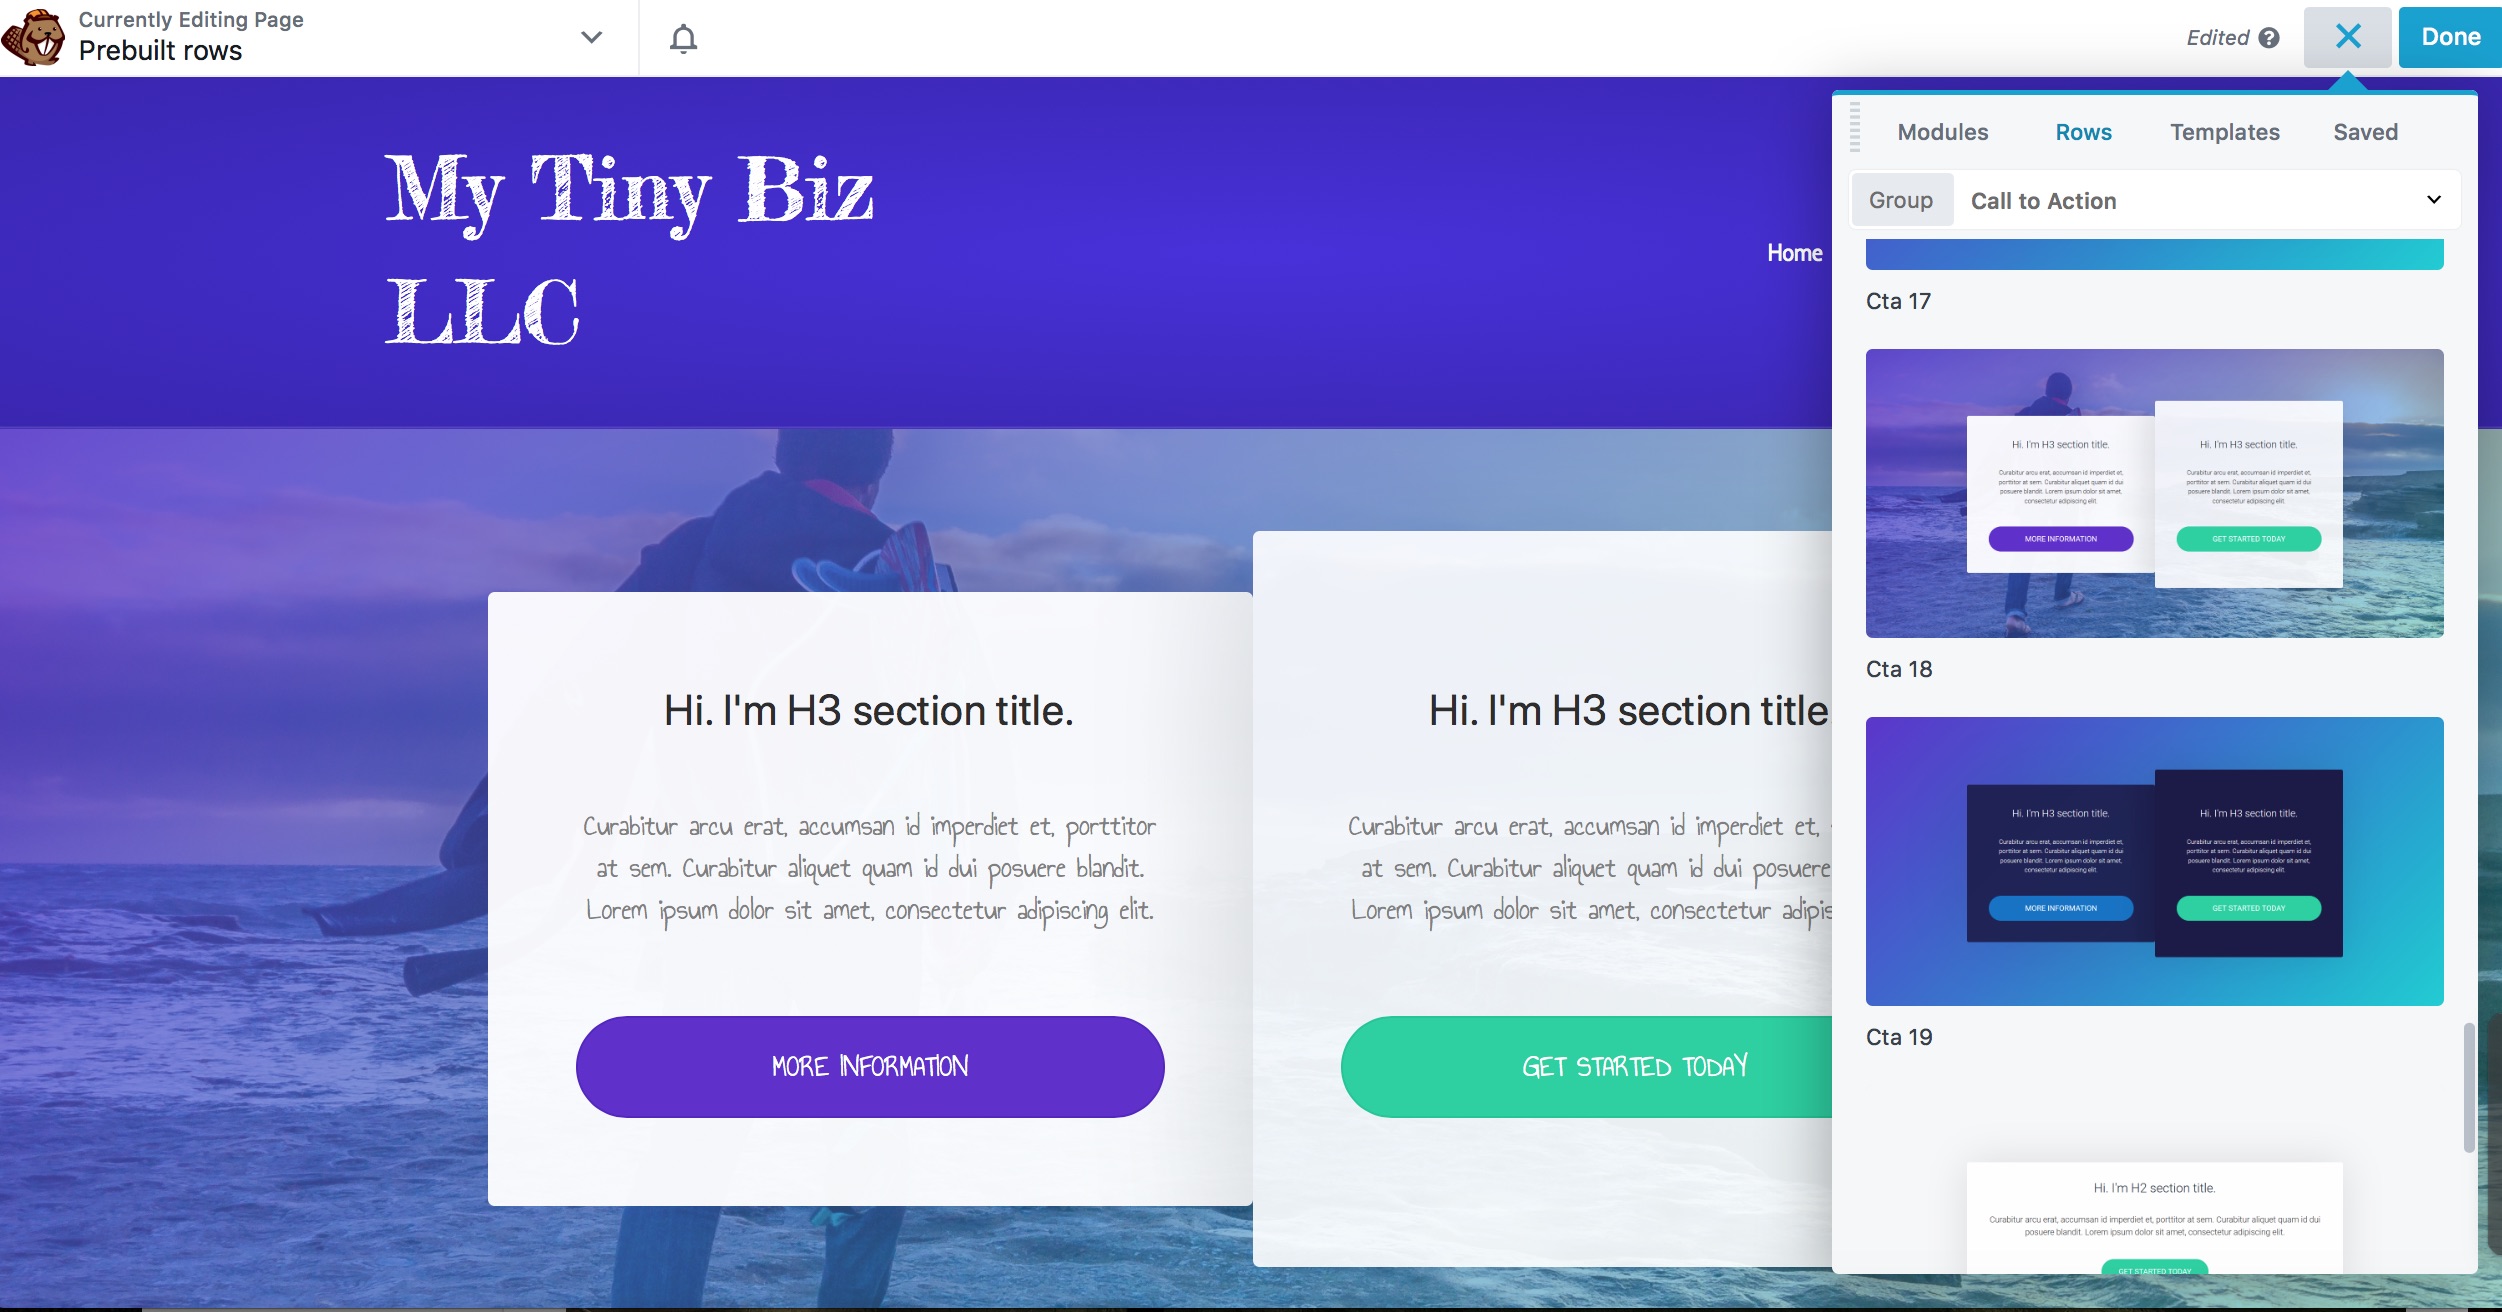 Currently Editing Page
Prebuilt rows
Edited
Done
My Tiny Biz
LLC
Home
Hi. I'm H3 section title.
Curabitur arcu erat, accumsan id imperdiet et, porttitor
at sem. Curabitur aliquet quam id dui posuere blandit.
Lorem ipsum dolor sit amet, consectetur adipiscing elit.
MORE INFORMATION
Hi. I'm H3 section title
Curabitur arcu erat, accumsan id imperdiet et,
at sem. Curabitur aliquet quam id dui posuere
Lorem ipsum dolor sit amet, consectetur adipis
GET STARTED TODAY
Modules Rows Templates Saved
Group Call to Action
Cta 17
Hi. I'm H3 section title.
Curabitur arcu erat, accumsan id imperdiet et,
porttitor at sem. Curabitur aliquet quam id dui
posuere blandit. Lorem ipsum dolor sit amet,
consectetur adipiscing elit.
MORE INFORMATION
Hi. I'm H3 section title.
Curabitur arcu erat, accumsan id imperdiet et,
porttitor at sem. Curabitur aliquet quam id dui
posuere blandit. Lorem ipsum dolor sit amet,
consectetur adipiscing elit.
GET STARTED TODAY
Cta 18
Hi. I'm H3 section title.
Curabitur arcu erat, accumsan id imperdiet et,
porttitor at sem. Curabitur aliquet quam id dui
posuere blandit. Lorem ipsum dolor sit amet,
consectetur adipiscing elit.
MORE INFORMATION
Hi. I'm H3 section title.
Curabitur arcu erat, accumsan id imperdiet et,
porttitor at sem. Curabitur aliquet quam id dui
posuere blandit. Lorem ipsum dolor sit amet,
consectetur adipiscing elit.
GET STARTED TODAY
Cta 19
Hi. I'm H2 section title.
Curabitur arcu erat, accumsan id imperdiet et, porttitor at sem. Curabitur aliquet quam id dui
posuere blandit. Lorem ipsum dolor sit amet, consectetur adipiscing elit.
GET STARTED TODAY